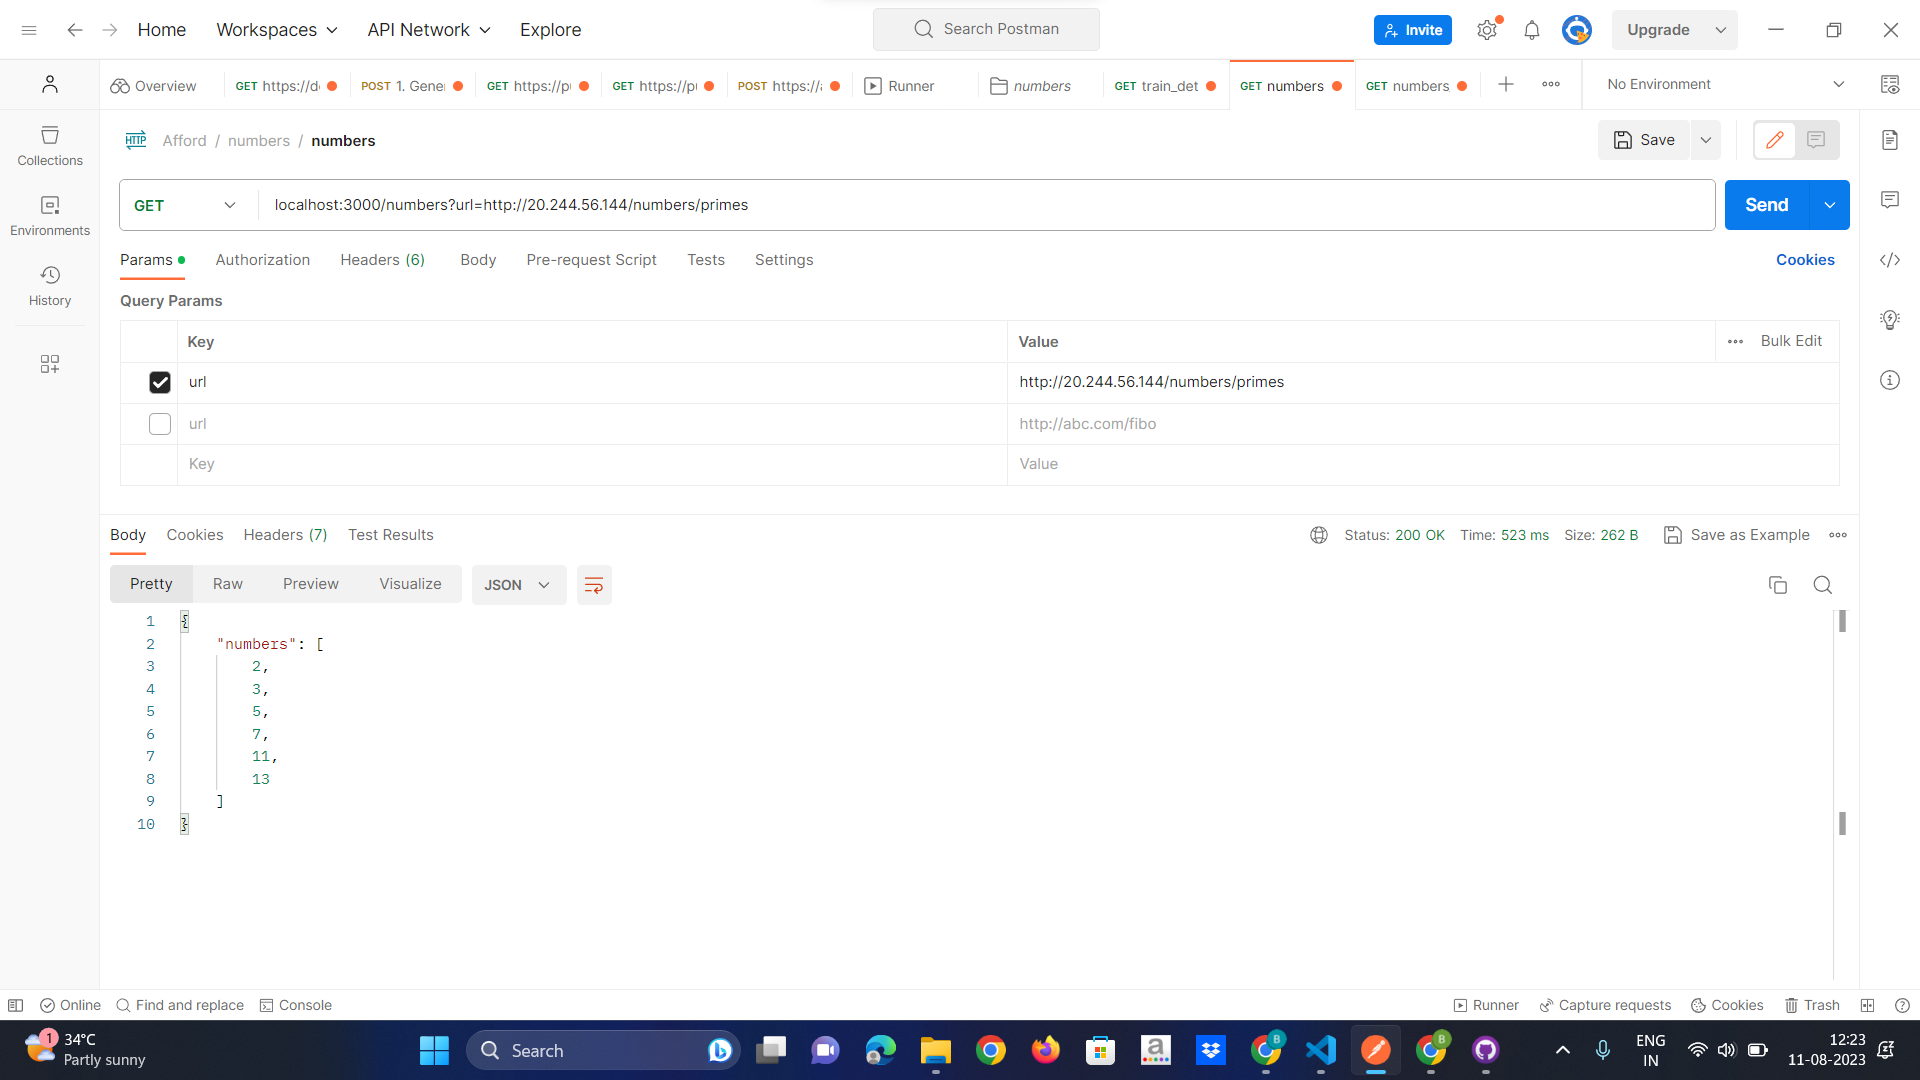 Home Workspaces API Network Explore Search Postman Invite Upgrade
Overview GET https://d POST 1. Gene GET https://p GET https://p POST https:// Runner numbers GET train_det GET numbers GET numbers No Environment
HTTP Afford / numbers / numbers Save
Collections
GET localhost:3000/numbers?url=http://20.244.56.144/numbers/primes Send
Environments
Params Authorization Headers (6) Body Pre-request Script Tests Settings Cookies
History
Query Params
Key Value Bulk Edit
url http://20.244.56.144/numbers/primes
url http://abc.com/fibo
Key Value
Body Cookies Headers (7) Test Results Status: 200 OK Time: 523 ms Size: 262 B Save as Example
Pretty Raw Preview Visualize JSON
1 {
2 "numbers": [
3 2,
4 3,
5 5,
6 7,
7 11,
8 13
9 ]
10 }
Online Find and replace Console Runner Capture requests Cookies Trash
1 34°C
Partly sunny
Search
a
B
B
ENG
IN
12:23
11-08-2023